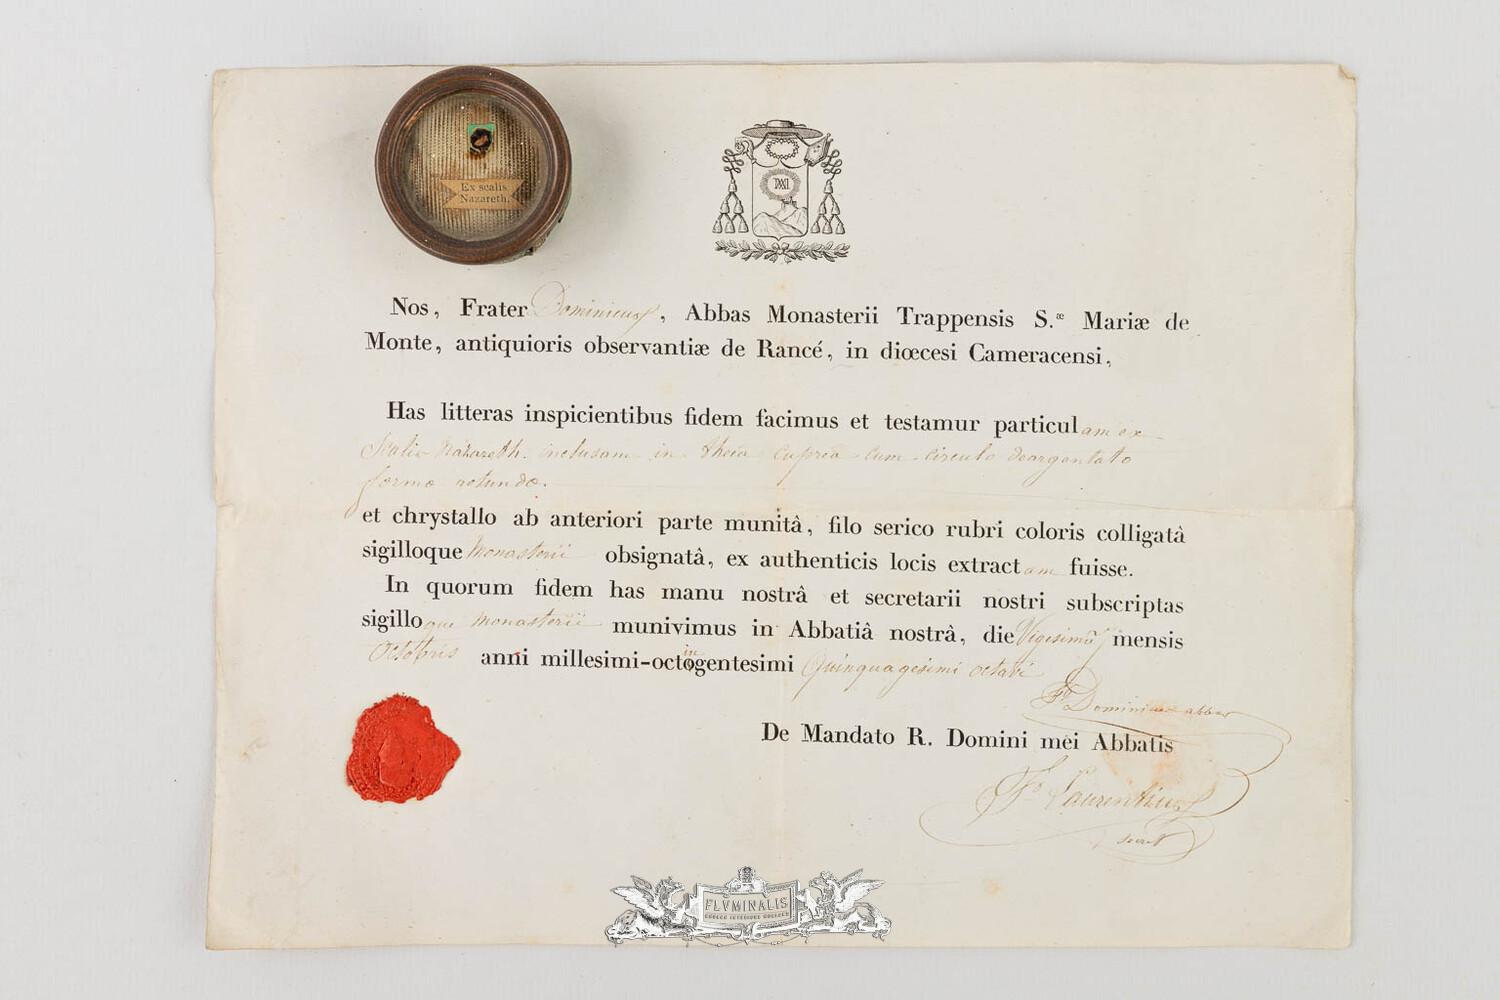 Ex scalis
Nazareth.
Nos, Frater Dominicus, Abbas Monasterii Trappensis S.æ Mariæ de
Monte, antiquioris observantiæ de Rancé, in diœcesi Cameracensi,
Has litteras inspicientibus fidem facimus et testamur particulam ex
Scalis Nazareth. inclusam in theca cuprea cum circulo deargentato
formæ rotundæ.
et chrystallo ab anteriori parte munitâ, filo serico rubri coloris colligatâ
sigilloque Monasterii obsignatâ, ex authenticis locis extractam fuisse.
In quorum fidem has manu nostrâ et secretarii nostri subscriptas
sigilloque Monasterii munivimus in Abbatiâ nostrâ, die Vigesimâ mensis
Octobris anni millesimi-octogentesimi Quinquagesimi octavi
in
Fr Dominicus abbas
De Mandato R. Domini mei Abbatis
Fr Laurentius
secret
FLVMINALIS